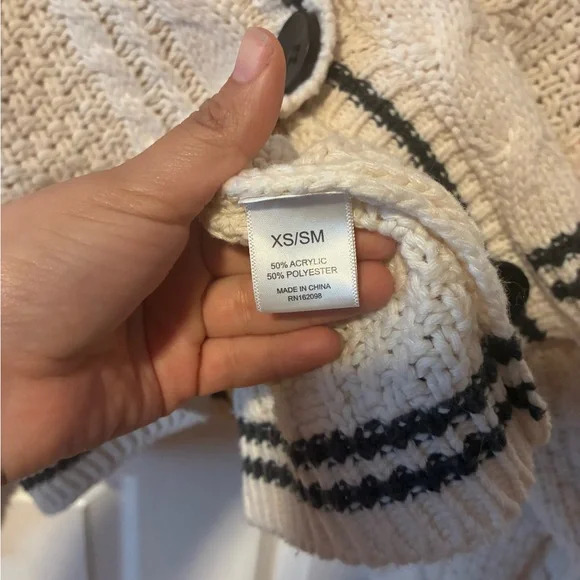 XS/SM
50% ACRYLIC
50% POLYESTER
MADE IN CHINA
RN162098